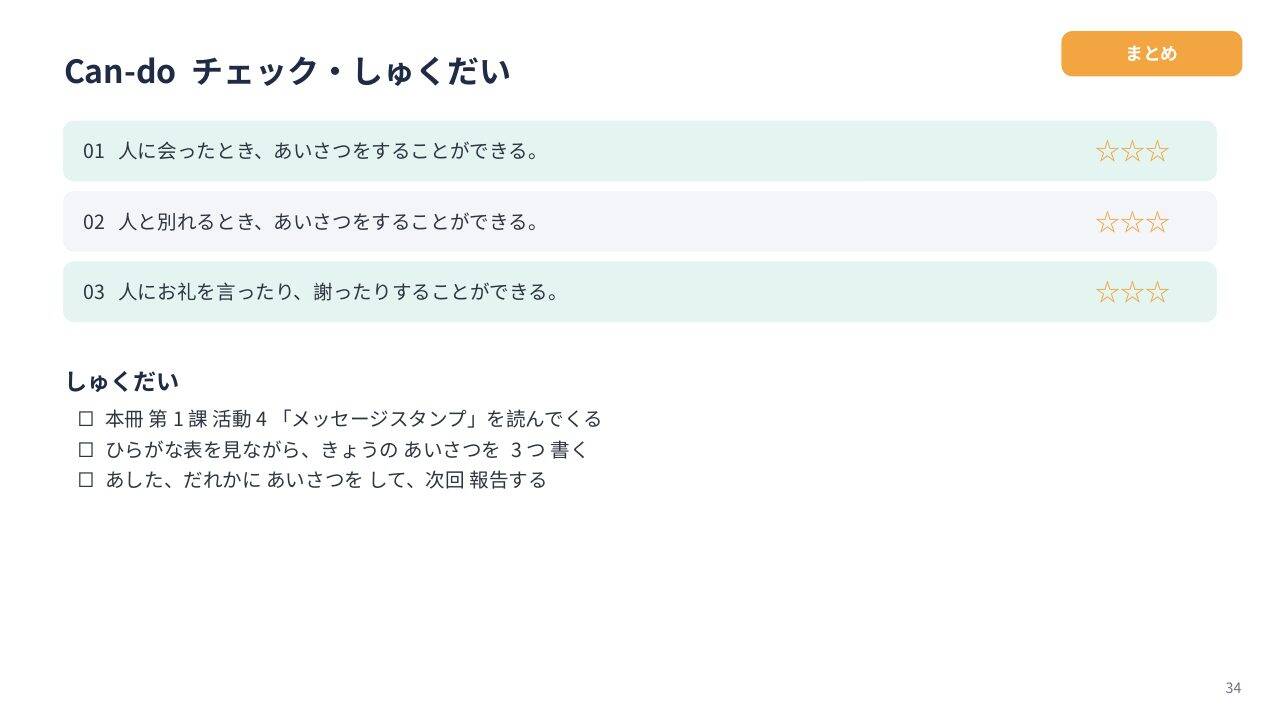 Can-do チェック・しゅくだい
まとめ
01 人に会ったとき、あいさつをすることができる。 ☆☆☆
02 人と別れるとき、あいさつをすることができる。 ☆☆☆
03 人にお礼を言ったり、謝ったりすることができる。 ☆☆☆
しゅくだい
☐ 本冊 第 1 課 活動 4 「メッセージスタンプ」を読んでくる
☐ ひらがな表を見ながら、きょうの あいさつを 3 つ 書く
☐ あした、だれかに あいさつを して、次回 報告する
34